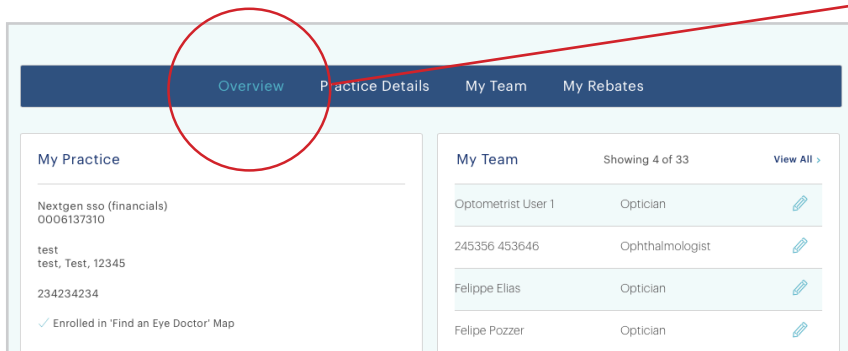 Overview Practice Details My Team My Rebates
My Practice
Nextgen sso (financials)
0006137310
test
test, Test, 12345
234234234
Enrolled in 'Find an Eye Doctor' Map
My Team Showing 4 of 33 View All >
Optometrist User 1 Optician
245356 453646 Ophthalmologist
Felippe Elias Optician
Felipe Pozzer Optician